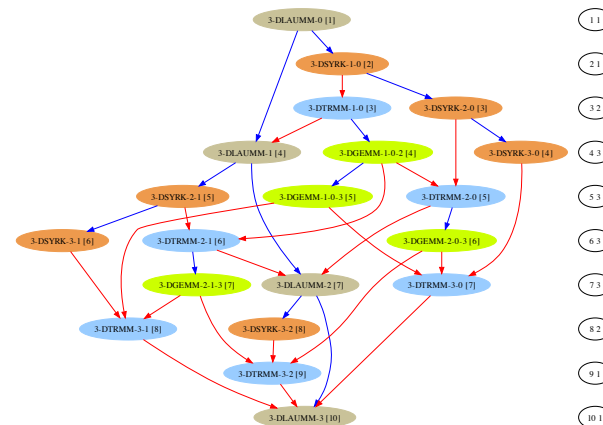 3-DLAUMM-0 [1] 1 1
3-DSYRK-1-0 [2] 2 1
3-DTRMM-1-0 [3] 3-DSYRK-2-0 [3] 3 2
3-DLAUMM-1 [4] 3-DGEMM-1-0-2 [4] 3-DSYRK-3-0 [4] 4 3
3-DSYRK-2-1 [5] 3-DGEMM-1-0-3 [5] 3-DTRMM-2-0 [5] 5 3
3-DSYRK-3-1 [6] 3-DTRMM-2-1 [6] 3-DGEMM-2-0-3 [6] 6 3
3-DGEMM-2-1-3 [7] 3-DLAUMM-2 [7] 3-DTRMM-3-0 [7] 7 3
3-DTRMM-3-1 [8] 3-DSYRK-3-2 [8] 8 2
3-DTRMM-3-2 [9] 9 1
3-DLAUMM-3 [10] 10 1